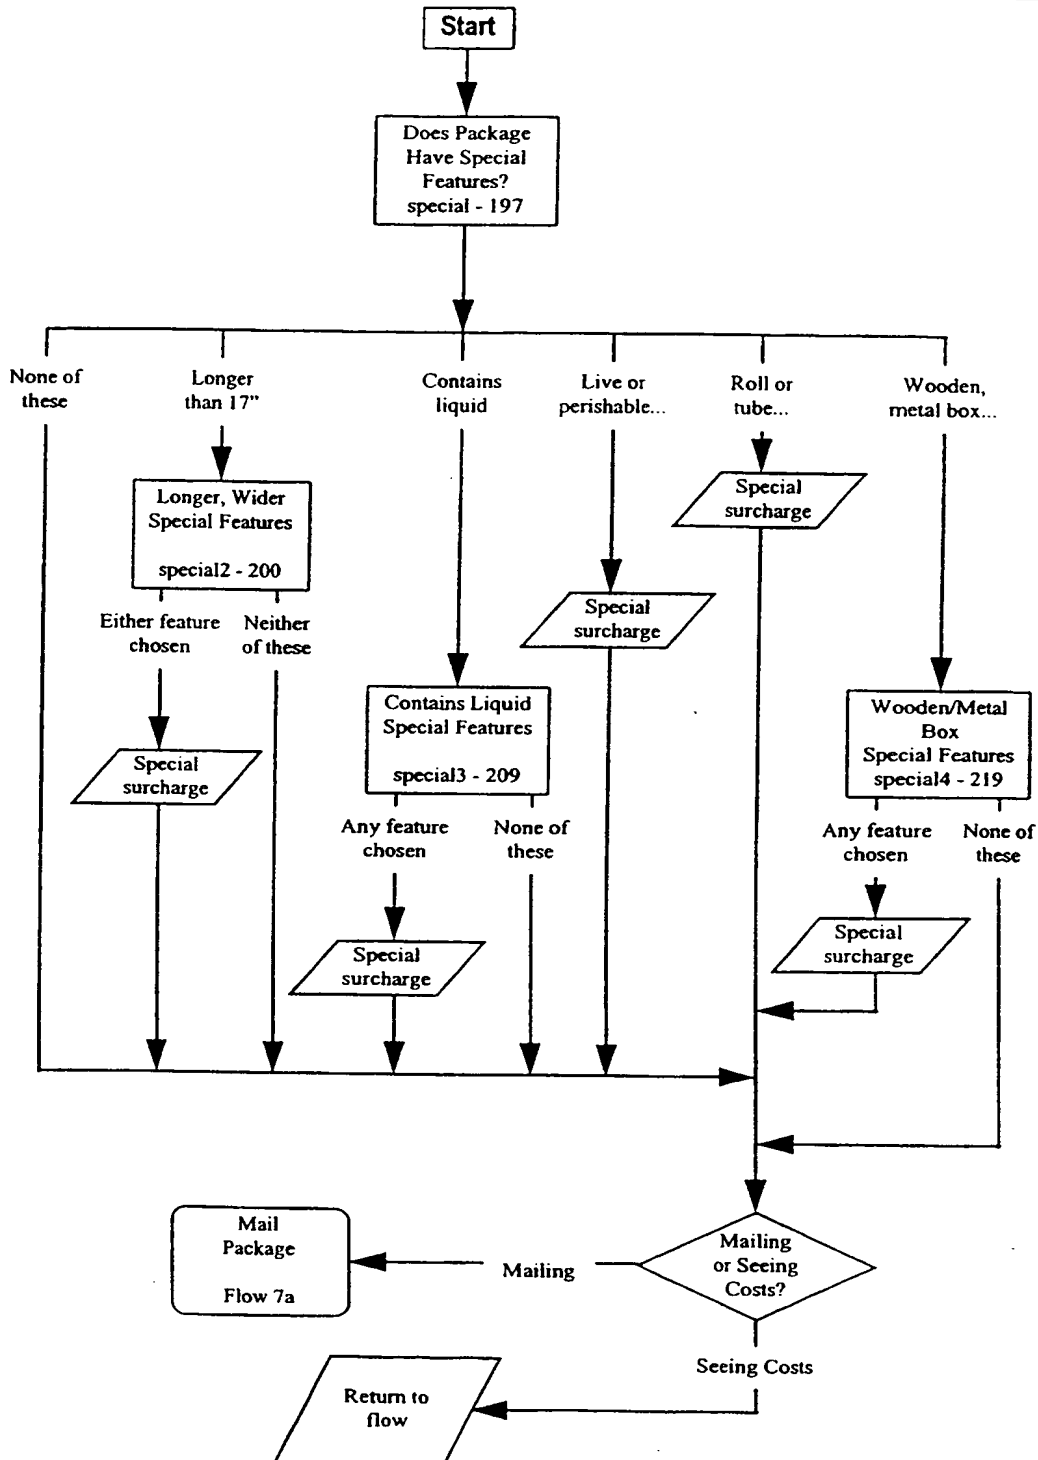 Start
Does Package
Have Special
Features?
special - 197
None of
these
Longer
than 17"
Contains
liquid
Live or
perishable...
Roll or
tube...
Wooden,
metal box...
Special
surcharge
Longer, Wider
Special Features
special2 - 200
Special
surcharge
Either feature
chosen
Neither
of these
Contains Liquid
Special Features
special3 - 209
Wooden/Metal
Box
Special Features
special4 - 219
Special
surcharge
Any feature
chosen
None of
these
Any feature
chosen
None of
these
Special
surcharge
Special
surcharge
Mail
Package
Flow 7a
Mailing
Mailing
or Seeing
Costs?
Seeing Costs
Return to
flow